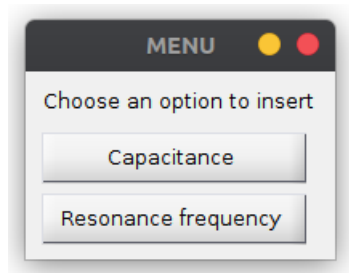 MENU
Choose an option to insert
Capacitance
Resonance frequency